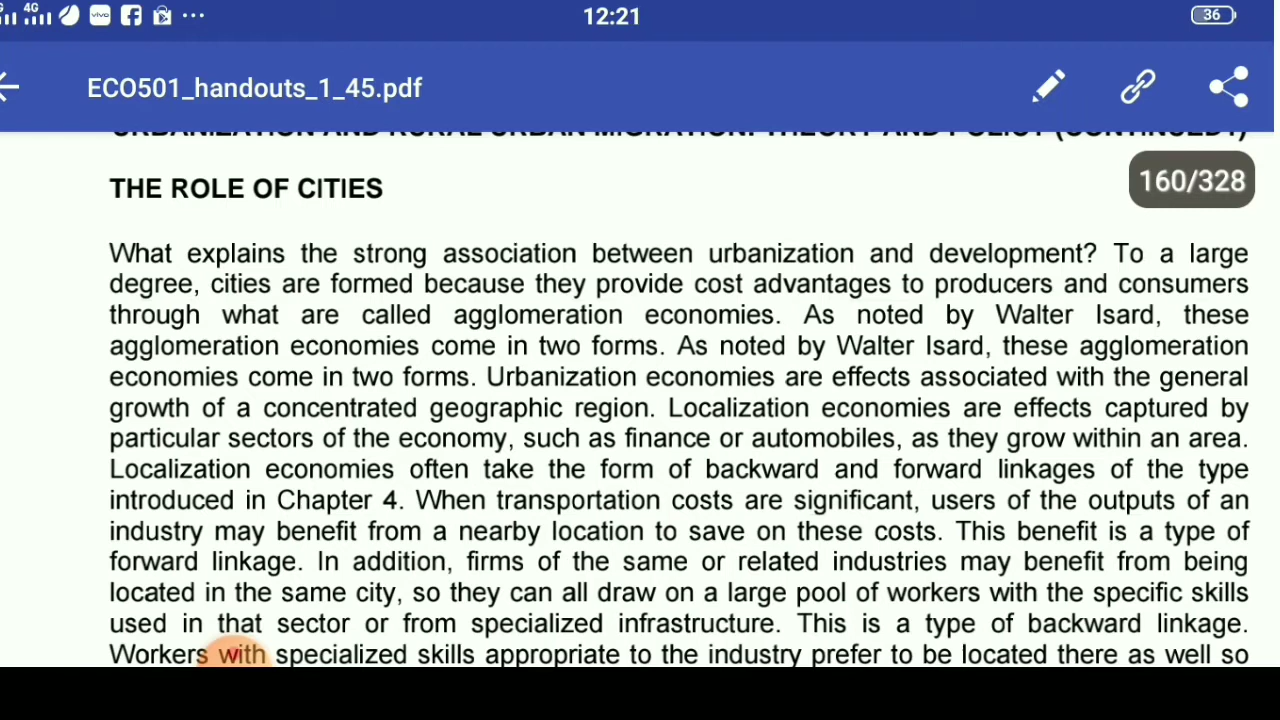 4G
vivo
12:21
36
ECO501_handouts_1_45.pdf
URBANIZATION AND RURAL URBAN MIGRATION: THEORY AND POLICY (CONTINUED1)
160/328
THE ROLE OF CITIES
What explains the strong association between urbanization and development? To a large
degree, cities are formed because they provide cost advantages to producers and consumers
through what are called agglomeration economies. As noted by Walter Isard, these
agglomeration economies come in two forms. As noted by Walter Isard, these agglomeration
economies come in two forms. Urbanization economies are effects associated with the general
growth of a concentrated geographic region. Localization economies are effects captured by
particular sectors of the economy, such as finance or automobiles, as they grow within an area.
Localization economies often take the form of backward and forward linkages of the type
introduced in Chapter 4. When transportation costs are significant, users of the outputs of an
industry may benefit from a nearby location to save on these costs. This benefit is a type of
forward linkage. In addition, firms of the same or related industries may benefit from being
located in the same city, so they can all draw on a large pool of workers with the specific skills
used in that sector or from specialized infrastructure. This is a type of backward linkage.
Workers with specialized skills appropriate to the industry prefer to be located there as well so